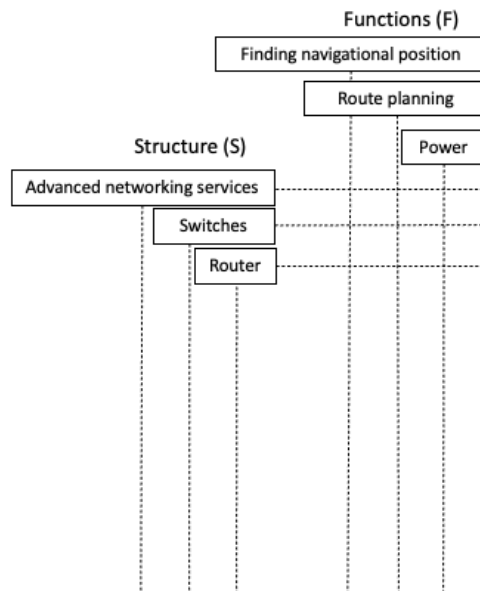 Functions (F)
Finding navigational position
Route planning
Power
Structure (S)
Advanced networking services
Switches
Router